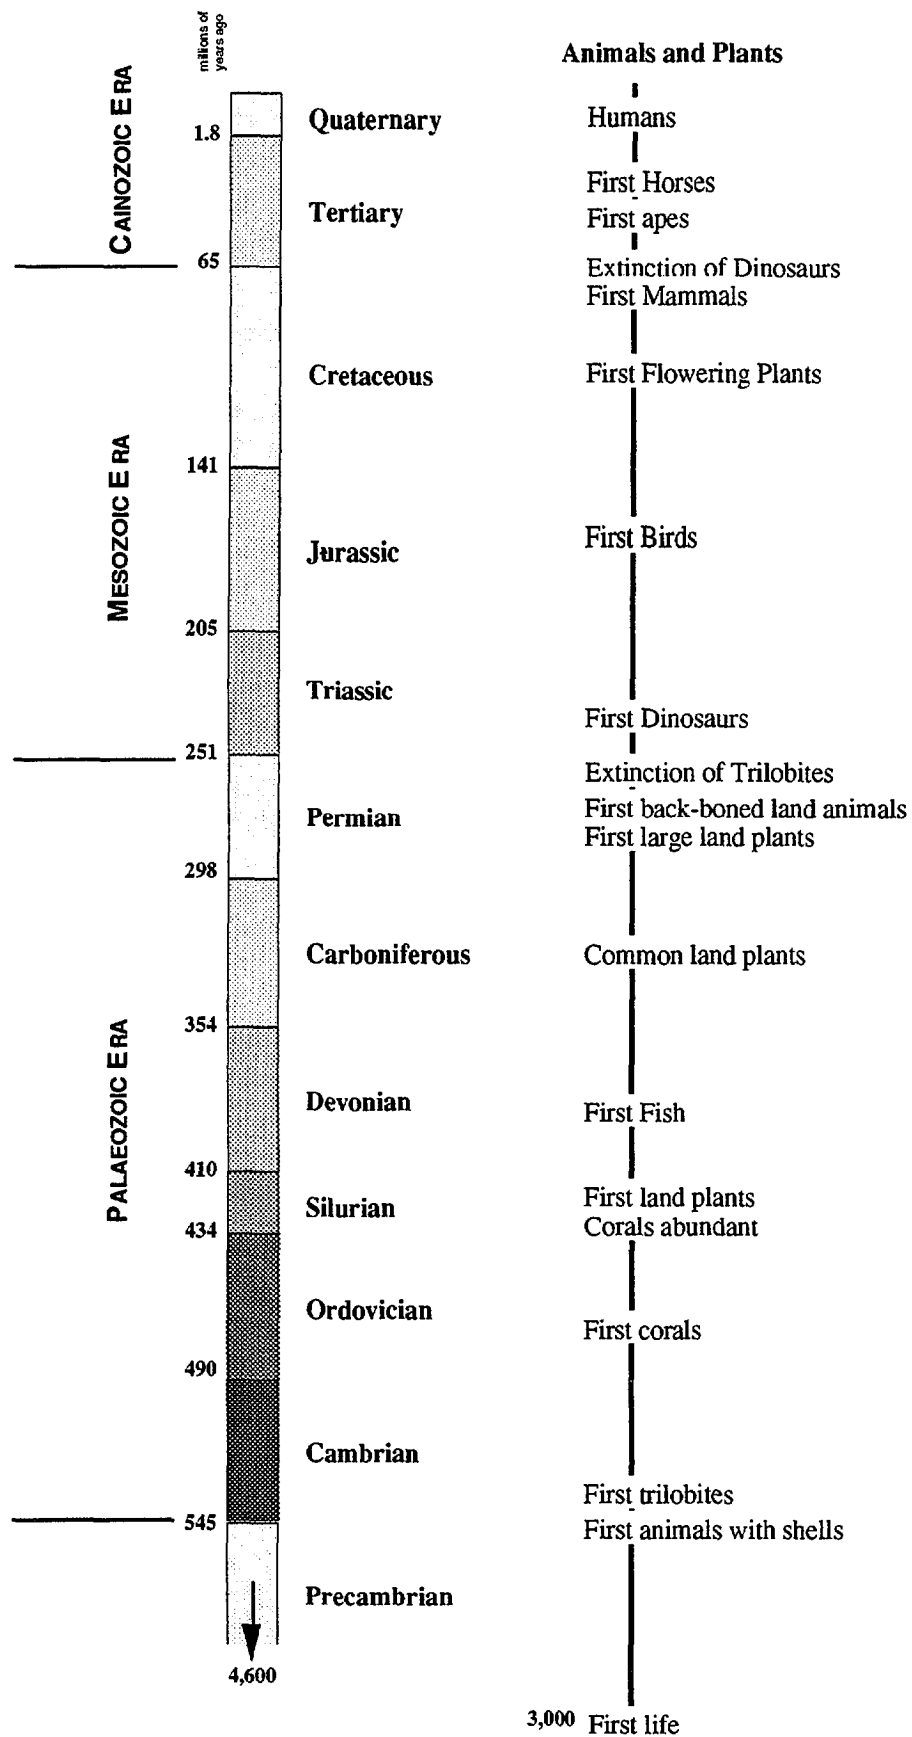 millions of
years ago
Animals and Plants
CAINOZOIC ERA
Quaternary
Humans
1.8
First Horses
Tertiary
First apes
65
Extinction of Dinosaurs
First Mammals
MESOZOIC ERA
Cretaceous
First Flowering Plants
141
Jurassic
First Birds
205
Triassic
First Dinosaurs
251
Extinction of Trilobites
PALAEOZOIC ERA
Permian
First back-boned land animals
First large land plants
298
Carboniferous
Common land plants
354
Devonian
First Fish
410
Silurian
First land plants
Corals abundant
434
Ordovician
First corals
490
Cambrian
First trilobites
545
First animals with shells
Precambrian
4,600
3,000 First life